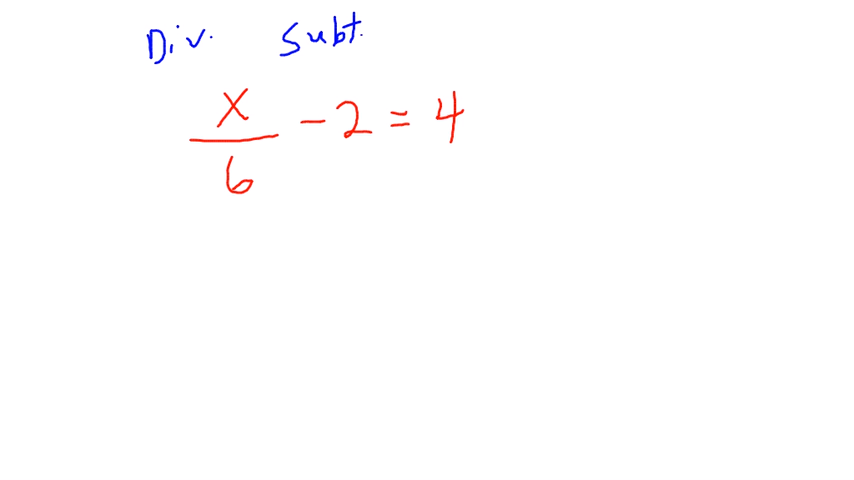 Div. Subt.
x/6 - 2 = 4